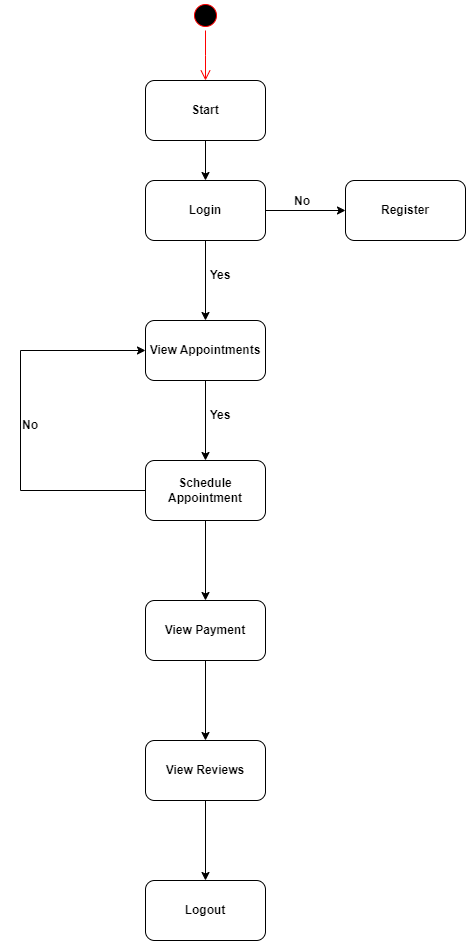 Start
Login
No
Register
Yes
View Appointments
Yes
No
Schedule
Appointment
View Payment
View Reviews
Logout